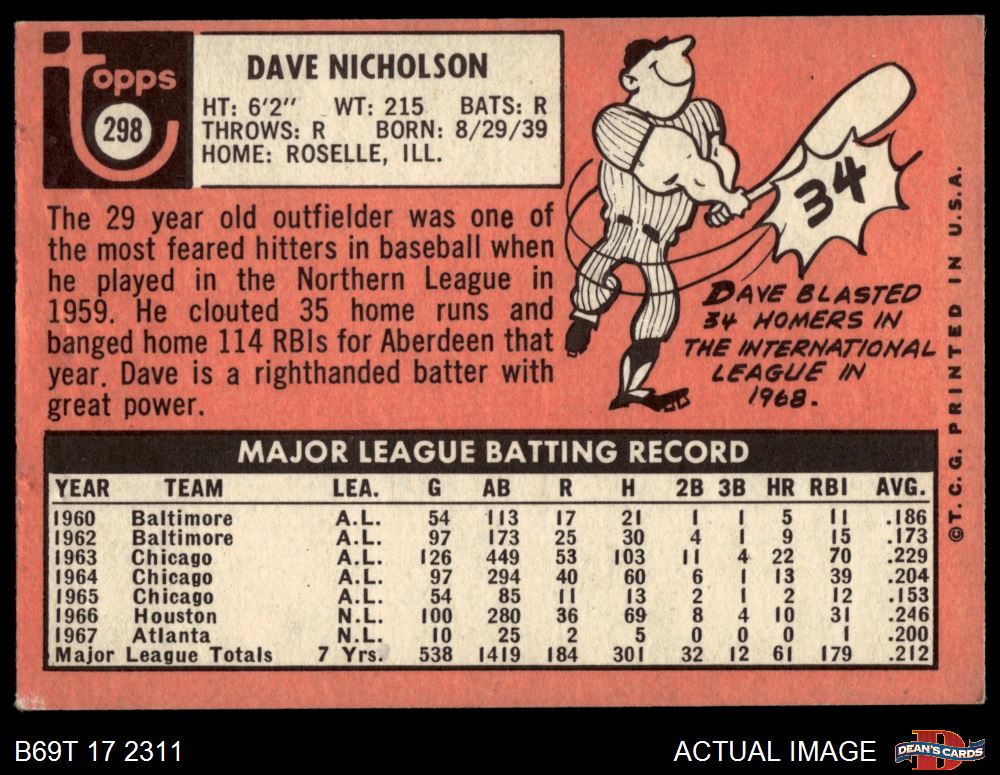 topps
298
DAVE NICHOLSON
HT: 6'2" WT: 215 BATS: R
THROWS: R BORN: 8/29/39
HOME: ROSELLE, ILL.
The 29 year old outfielder was one of
the most feared hitters in baseball when
he played in the Northern League in
1959. He clouted 35 home runs and
banged home 114 RBIs for Aberdeen that
year. Dave is a righthanded batter with
great power.
34
DAVE BLASTED
34 HOMERS IN
THE INTERNATIONAL
LEAGUE IN
1968.
©T.C.G. PRINTED IN U.S.A.
MAJOR LEAGUE BATTING RECORD
YEAR TEAM LEA. G AB R H 2B 3B HR RBI AVG.
1960 Baltimore A.L. 54 113 17 21 1 1 5 11 .186
1962 Baltimore A.L. 97 173 25 30 4 1 9 15 .173
1963 Chicago A.L. 126 449 53 103 11 4 22 70 .229
1964 Chicago A.L. 97 294 40 60 6 1 13 39 .204
1965 Chicago A.L. 54 85 11 13 2 1 2 12 .153
1966 Houston N.L. 100 280 36 69 8 4 10 31 .246
1967 Atlanta N.L. 10 25 2 5 0 0 0 1 .200
Major League Totals 7 Yrs. 538 1419 184 301 32 12 61 179 .212
B69T 17 2311
ACTUAL IMAGE
DEAN'S CARDS